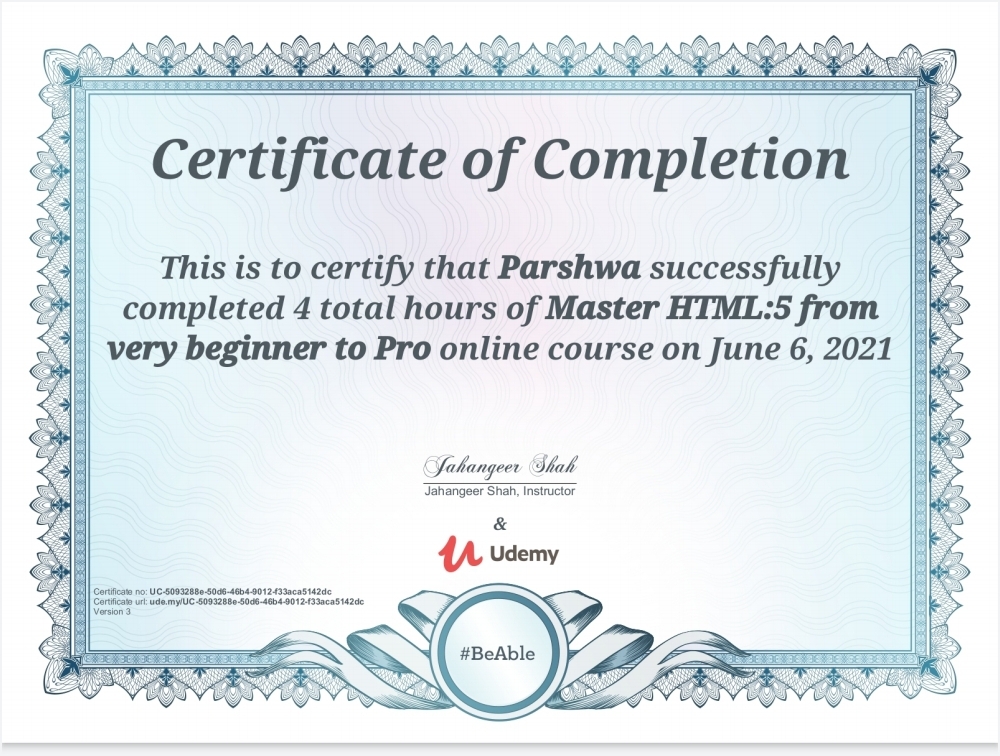 Certificate of Completion
This is to certify that Parshwa successfully
completed 4 total hours of Master HTML:5 from
very beginner to Pro online course on June 6, 2021
Jahangeer Shah
Jahangeer Shah, Instructor
&
Udemy
Certificate no: UC-5093288e-50d6-46b4-9012-f33aca5142dc
Certificate url: ude.my/UC-5093288e-50d6-46b4-9012-f33aca5142dc
Version 3
#BeAble